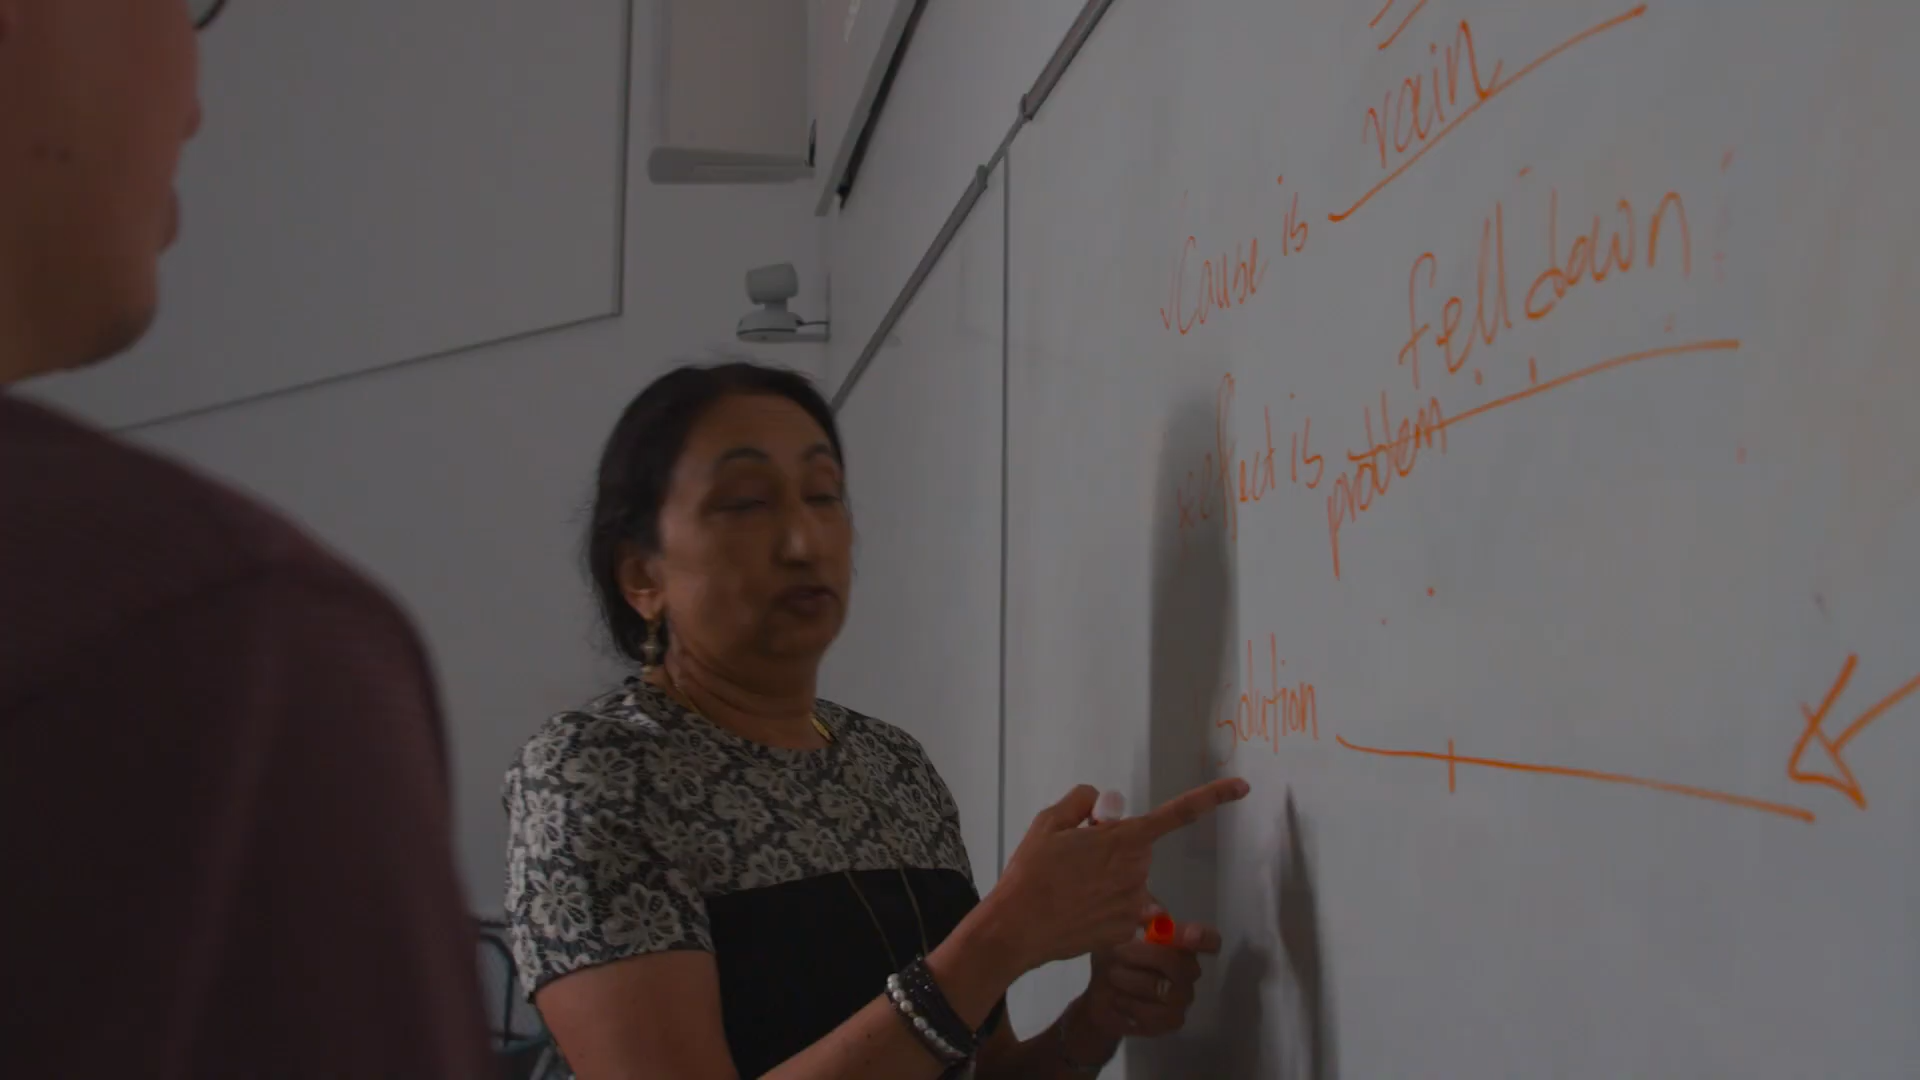 rain
Cause is
fell down
effect is
problem
solution